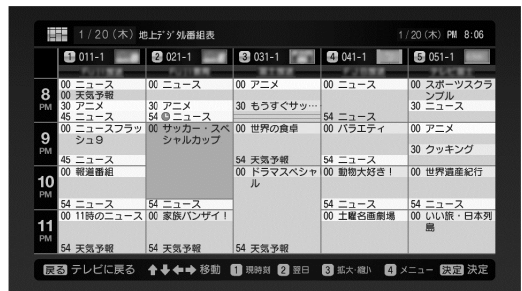 1/20(木) 地上デジタル番組表 1/20(木) PM 8:06
1 011-1 2 021-1 3 031-1 4 041-1 5 051-1
8 PM
00 ニュース
00 天気予報
30 アニメ
45 ニュース
00 ニュース
30 アニメ
54 ニュース
00 アニメ
30 もうすぐサッ…
00 ニュース
54 ニュース
00 スポーツスクラ
ンブル
30 ニュース
9 PM
00 ニュースフラッ
シュ9
45 ニュース
00 サッカー・スペ
シャルカップ
00 世界の食卓
54 天気予報
00 バラエティ
54 ニュース
00 アニメ
30 クッキング
10 PM
00 報道番組
54 ニュース
54 ニュース
00 ドラマスペシャ
ル
00 動物大好き!
54 ニュース
00 世界遺産紀行
54 ニュース
11 PM
00 11時のニュース
54 天気予報
00 家族バンザイ!
54 天気予報
00 土曜名画劇場
00 いい旅・日本列
島
戻る テレビに戻る ↑↓←→ 移動 1 現時刻 2 翌日 3 拡大・縮小 4 メニュー 決定 決定